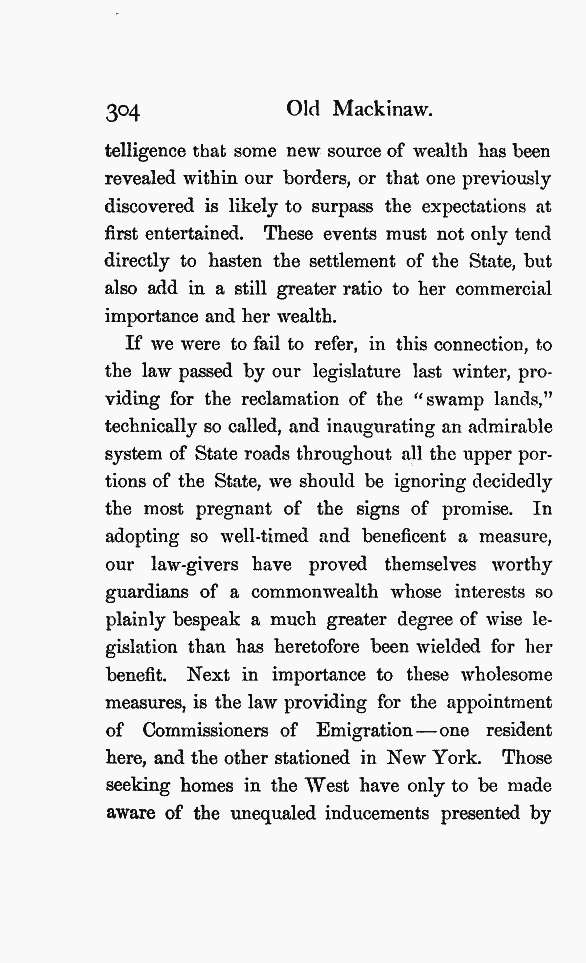 304 Old Mackinaw.
telligence that some new source of wealth has been
revealed within our borders, or that one previously
discovered is likely to surpass the expectations at
first entertained. These events must not only tend
directly to hasten the settlement of the State, but
also add in a still greater ratio to her commercial
importance and her wealth.
If we were to fail to refer, in this connection, to
the law passed by our legislature last winter, pro-
viding for the reclamation of the "swamp lands,"
technically so called, and inaugurating an admirable
system of State roads throughout all the upper por-
tions of the State, we should be ignoring decidedly
the most pregnant of the signs of promise. In
adopting so well-timed and beneficent a measure,
our law-givers have proved themselves worthy
guardians of a commonwealth whose interests so
plainly bespeak a much greater degree of wise le-
gislation than has heretofore been wielded for her
benefit. Next in importance to these wholesome
measures, is the law providing for the appointment
of Commissioners of Emigration—one resident
here, and the other stationed in New York. Those
seeking homes in the West have only to be made
aware of the unequaled inducements presented by